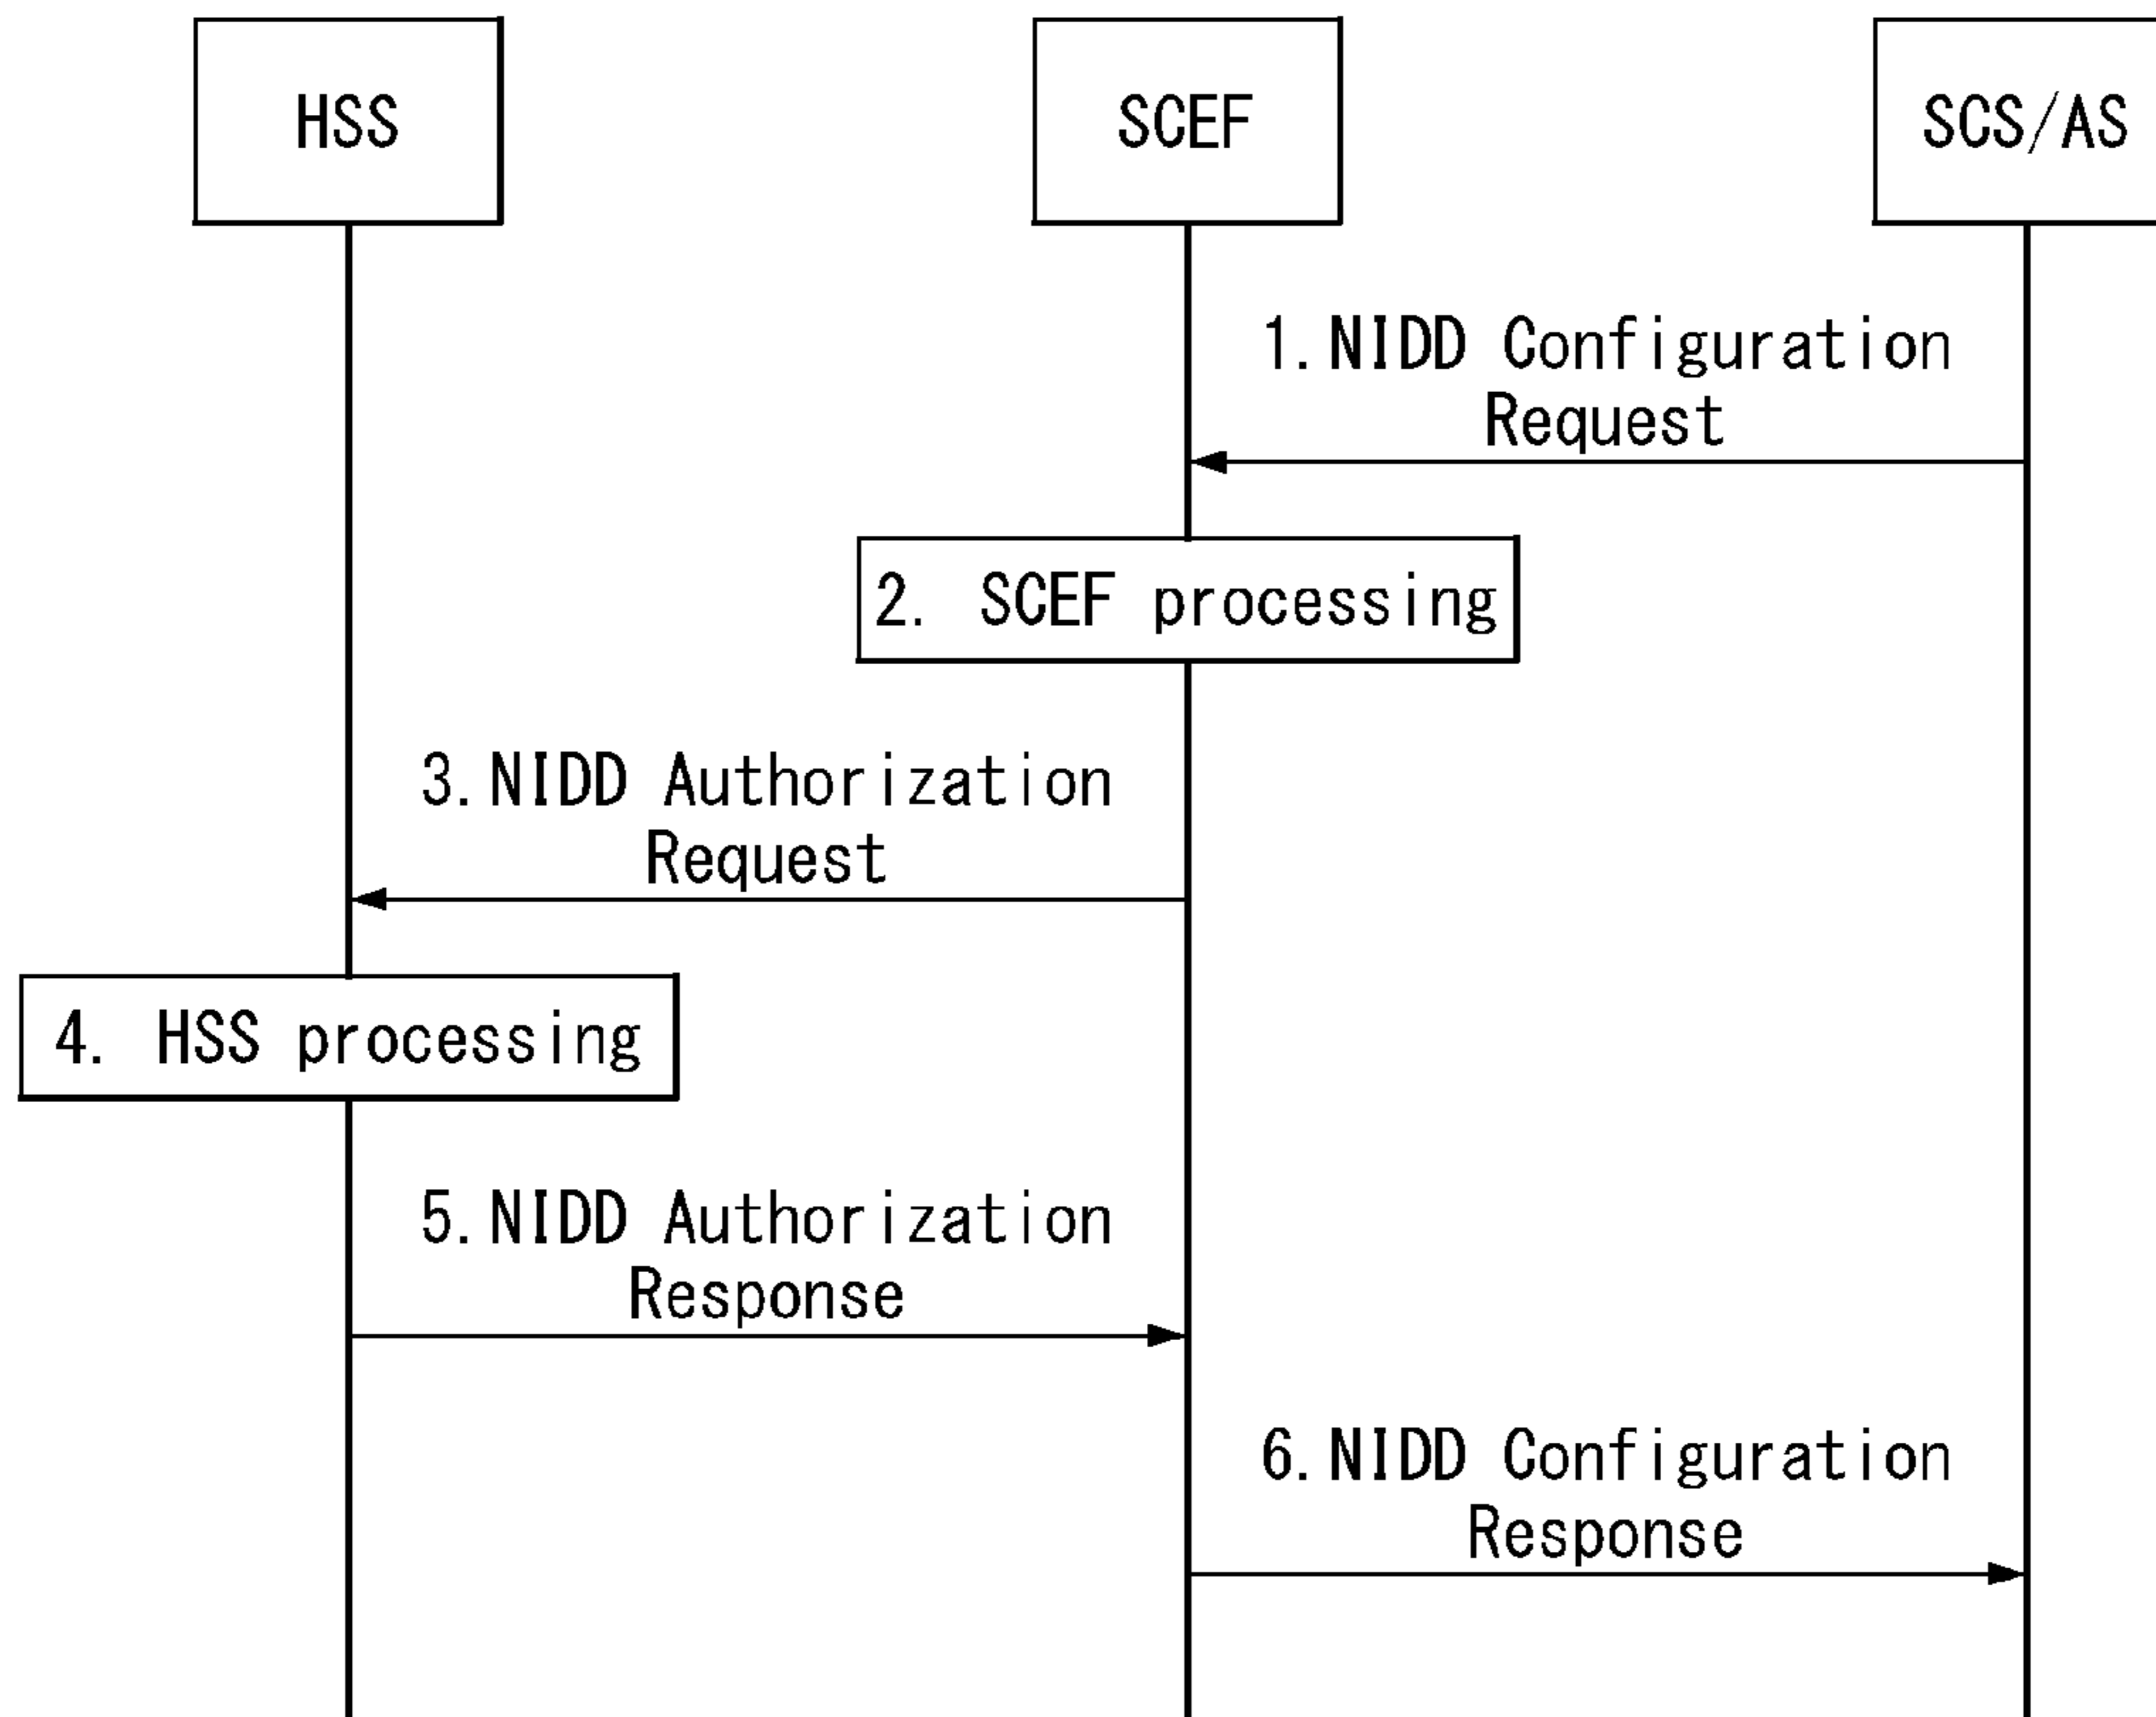 HSS
SCEF
SCS/AS
1.NIDD Configuration
Request
2. SCEF processing
3.NIDD Authorization
Request
4. HSS processing
5.NIDD Authorization
Response
6.NIDD Configuration
Response